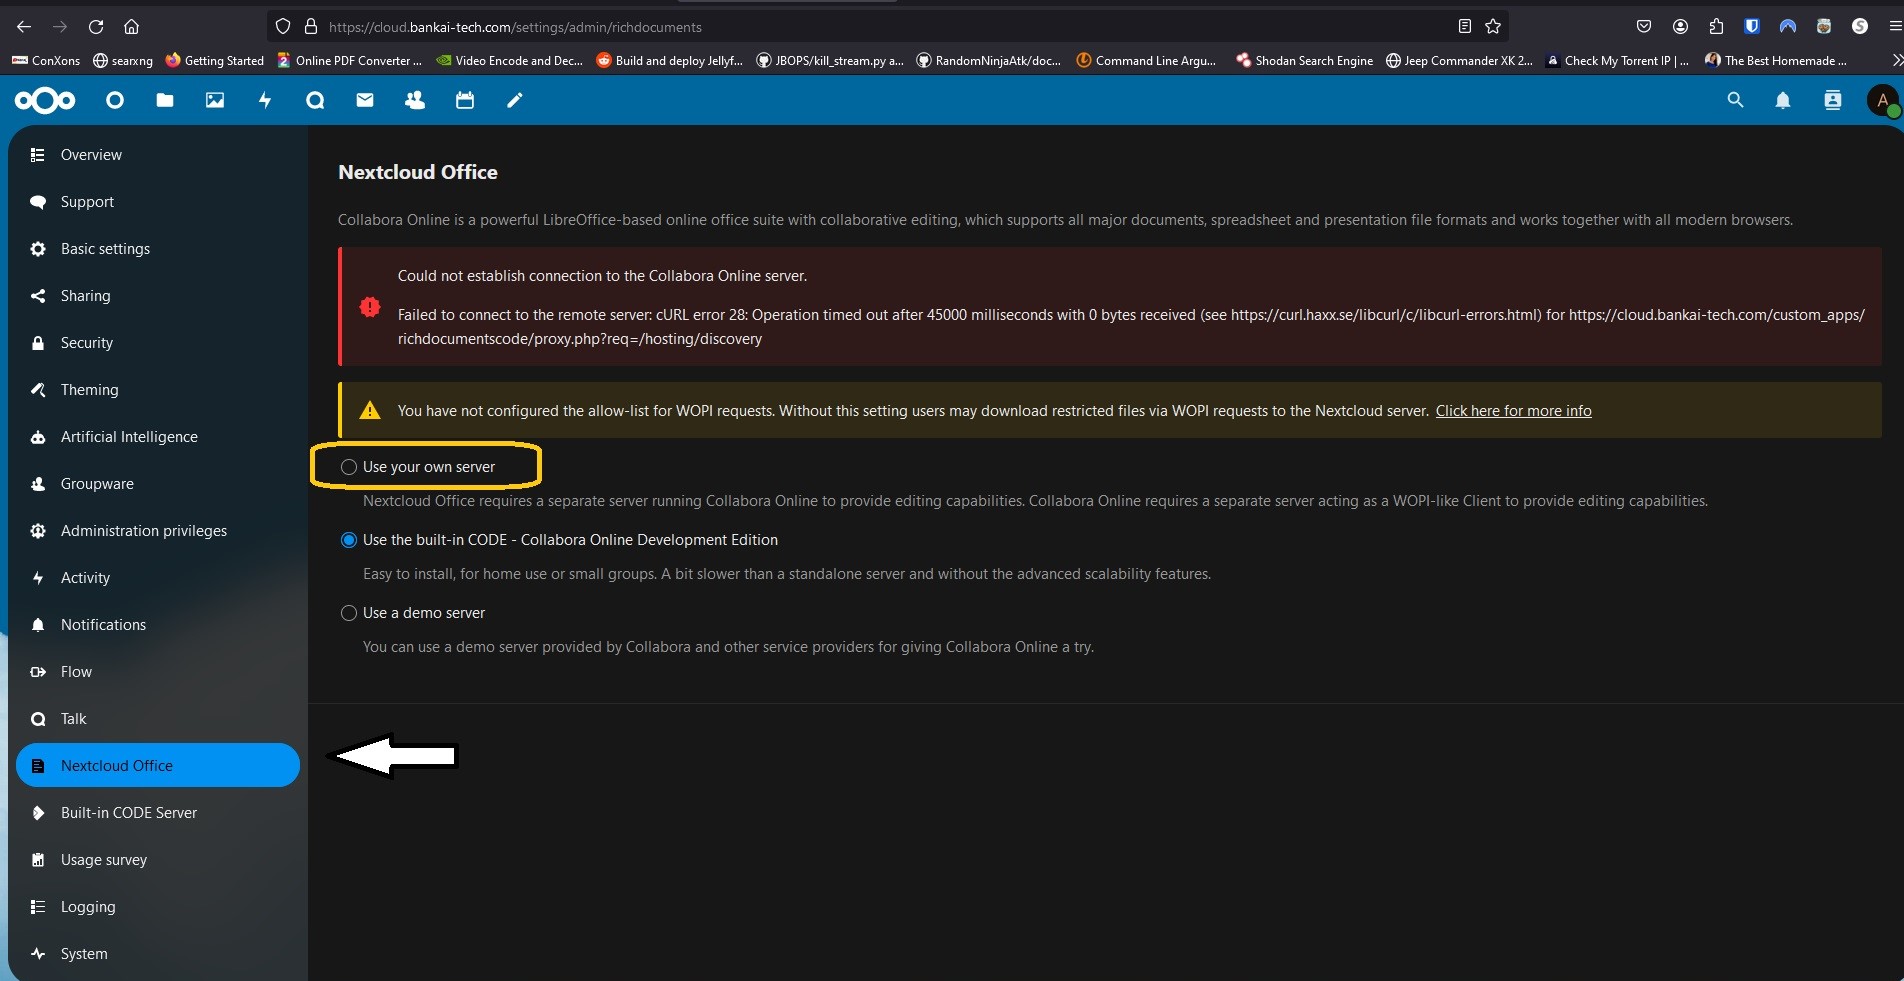 https://cloud.bankai-tech.com/settings/admin/richdocuments
ConXons searxng Getting Started Online PDF Converter ... Video Encode and Dec... Build and deploy Jellyf... JBOPS/kill_stream.py a... RandomNinjaAtk/doc... Command Line Argu... Shodan Search Engine Jeep Commander XK 2... Check My Torrent IP | ... The Best Homemade ...
A
Overview
Support
Basic settings
Sharing
Security
Theming
Artificial Intelligence
Groupware
Administration privileges
Activity
Notifications
Flow
Talk
Nextcloud Office
Built-in CODE Server
Usage survey
Logging
System
Nextcloud Office
Collabora Online is a powerful LibreOffice-based online office suite with collaborative editing, which supports all major documents, spreadsheet and presentation file formats and works together with all modern browsers.
Could not establish connection to the Collabora Online server.
Failed to connect to the remote server: cURL error 28: Operation timed out after 45000 milliseconds with 0 bytes received (see https://curl.haxx.se/libcurl/c/libcurl-errors.html) for https://cloud.bankai-tech.com/custom_apps/
richdocumentscode/proxy.php?req=/hosting/discovery
You have not configured the allow-list for WOPI requests. Without this setting users may download restricted files via WOPI requests to the Nextcloud server. Click here for more info
Use your own server
Nextcloud Office requires a separate server running Collabora Online to provide editing capabilities. Collabora Online requires a separate server acting as a WOPI-like Client to provide editing capabilities.
Use the built-in CODE - Collabora Online Development Edition
Easy to install, for home use or small groups. A bit slower than a standalone server and without the advanced scalability features.
Use a demo server
You can use a demo server provided by Collabora and other service providers for giving Collabora Online a try.